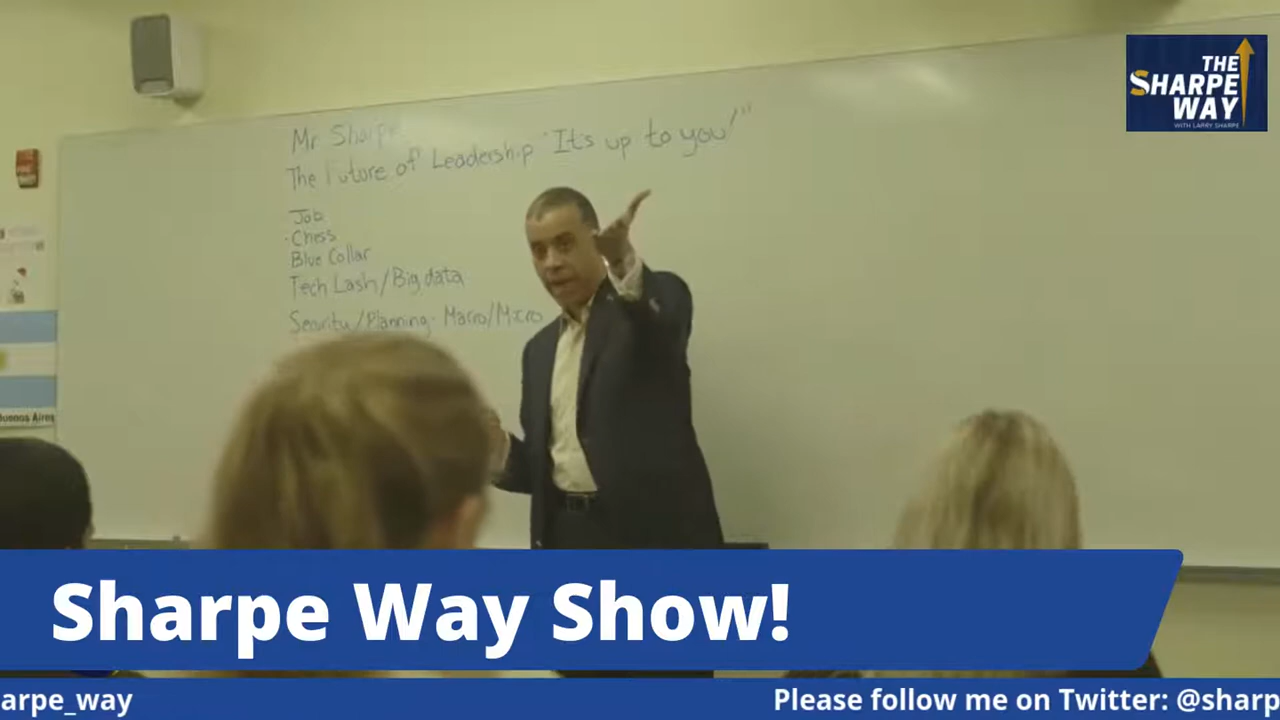 THE
SHARPE
WAY
WITH LARRY SHARPE
Mr Sharpe
The Future of Leadership "It's up to you!"
Job
Chess
Blue Collar
Tech Lash/Big data
Security/Planning- Macro/Micro
Buenos Aires
Sharpe Way Show!
arpe_way
Please follow me on Twitter: @sharp